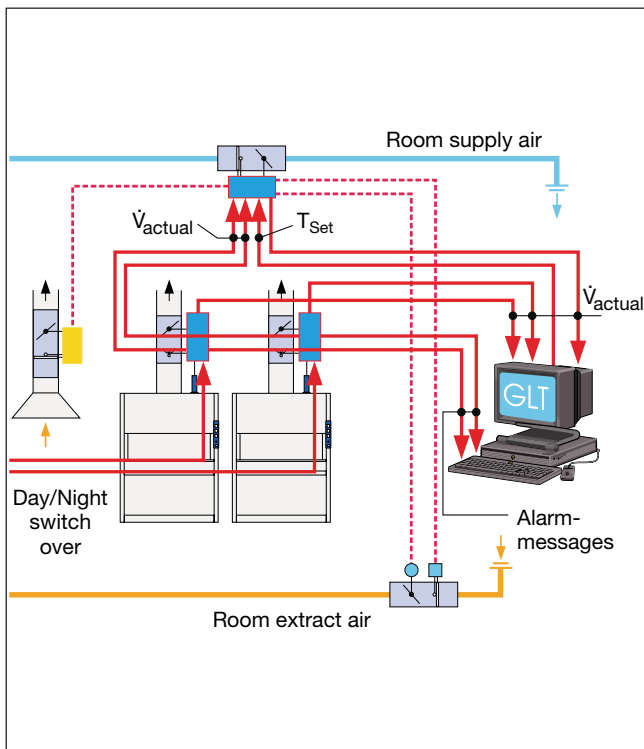 Room supply air
V̇actual
TSet
V̇actual
GLT
Day/Night
switch
over
Alarm-
messages
Room extract air